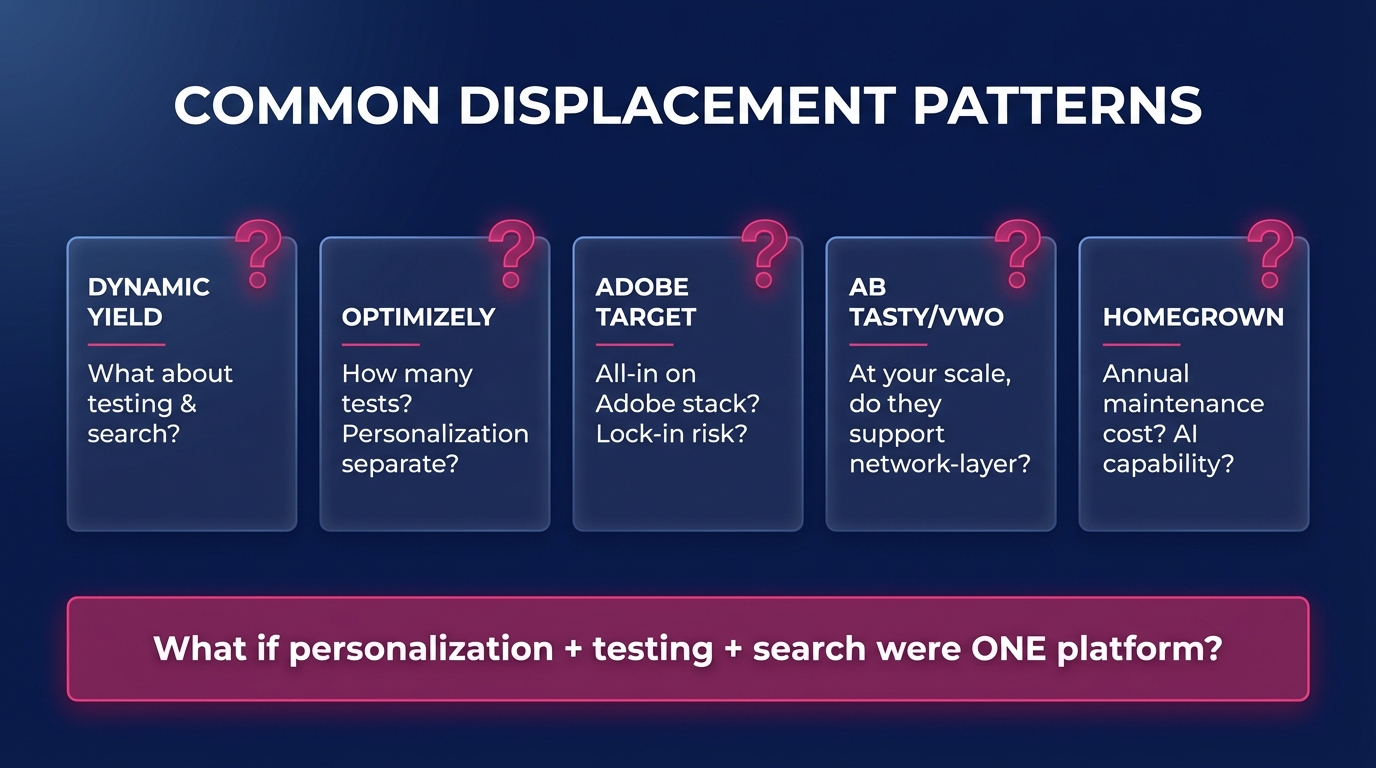 COMMON DISPLACEMENT PATTERNS
?
DYNAMIC
YIELD
What about
testing &
search?
?
OPTIMIZELY
How many
tests?
Personalization
separate?
?
ADOBE
TARGET
All-in on
Adobe stack?
Lock-in risk?
?
AB
TASTY/VWO
At your scale,
do they
support
network-layer?
?
HOMEGROWN
Annual
maintenance
cost? AI
capability?
What if personalization + testing + search were ONE platform?